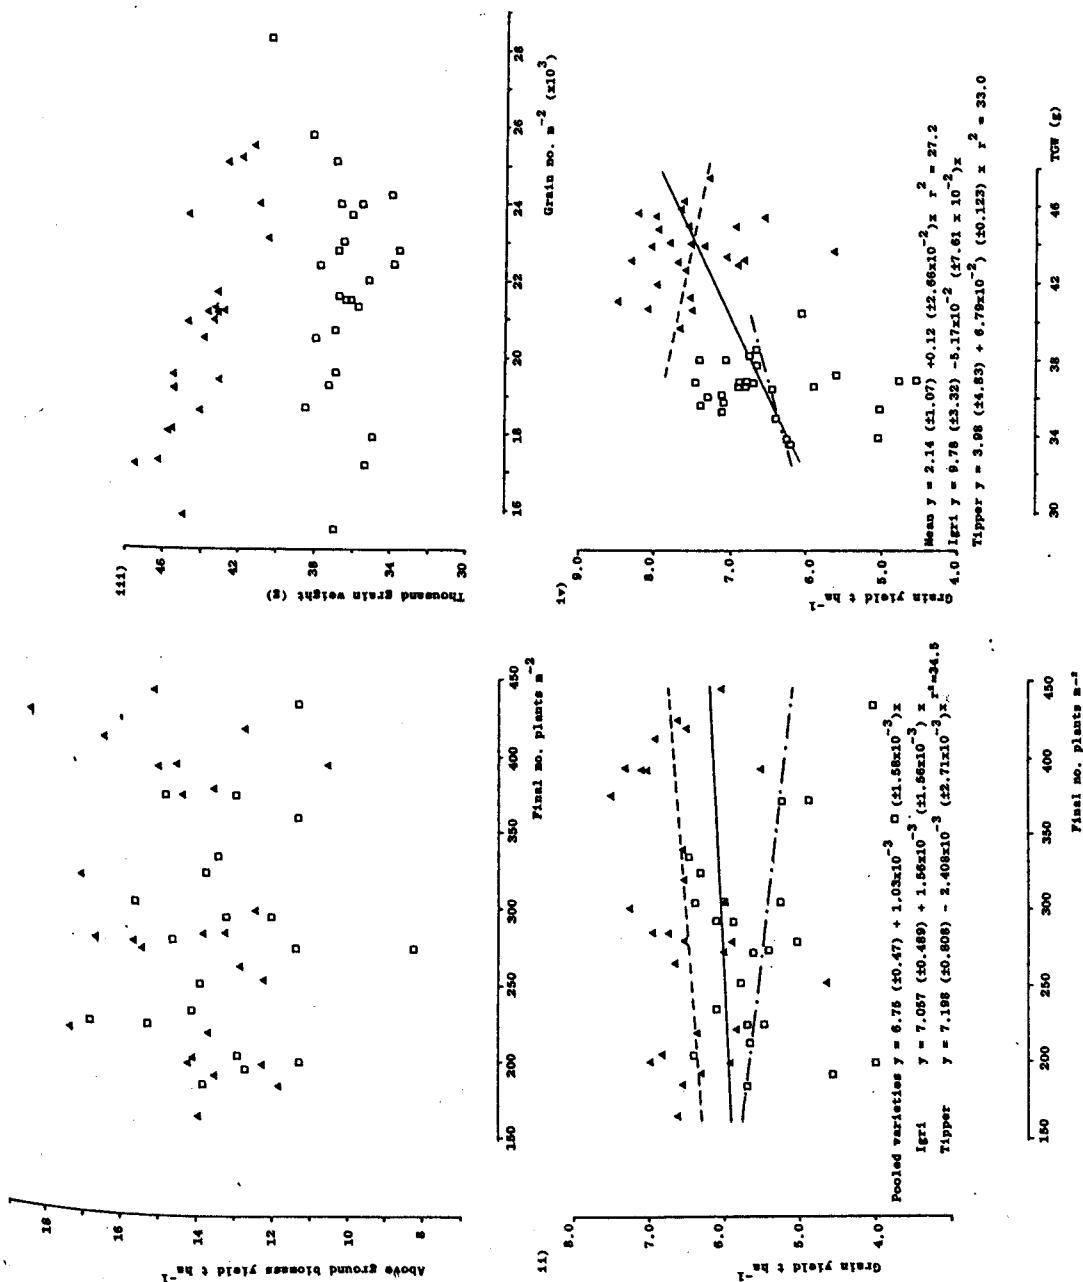 18
16
14
12
10
8
Above ground biomass yield t ha⁻¹
150
200
250
300
350
400
450
Final no. plants m⁻²
ii)
8.0
7.0
6.0
5.0
4.0
Grain yield t ha⁻¹
150
200
250
300
350
400
450
Final no. plants m⁻²
Pooled varieties y = 6.75 (±0.47) + 1.03x10⁻³ (±1.58x10⁻³)x
Igri y = 7.057 (±0.489) + 1.56x10⁻³ (±1.56x10⁻³) x
Tipper y = 7.198 (±0.808) - 2.408x10⁻³ (±2.71x10⁻³)x r²=34.5
iii)
46
42
38
34
30
Thousand grain weight (g)
16
18
20
22
24
26
28
Grain no. m⁻² (x10³)
iv)
9.0
8.0
7.0
6.0
5.0
4.0
Grain yield t ha⁻¹
30
34
38
42
46
TGW (g)
Mean y = 2.14 (±1.07) +0.12 (±2.66x10⁻²)x r² = 27.2
Igri y = 9.78 (±3.32) -5.17x10⁻² (±7.61 x 10⁻²)x
Tipper y = 3.98 (±4.83) + 6.79x10⁻²) (±0.123) x r² = 33.0